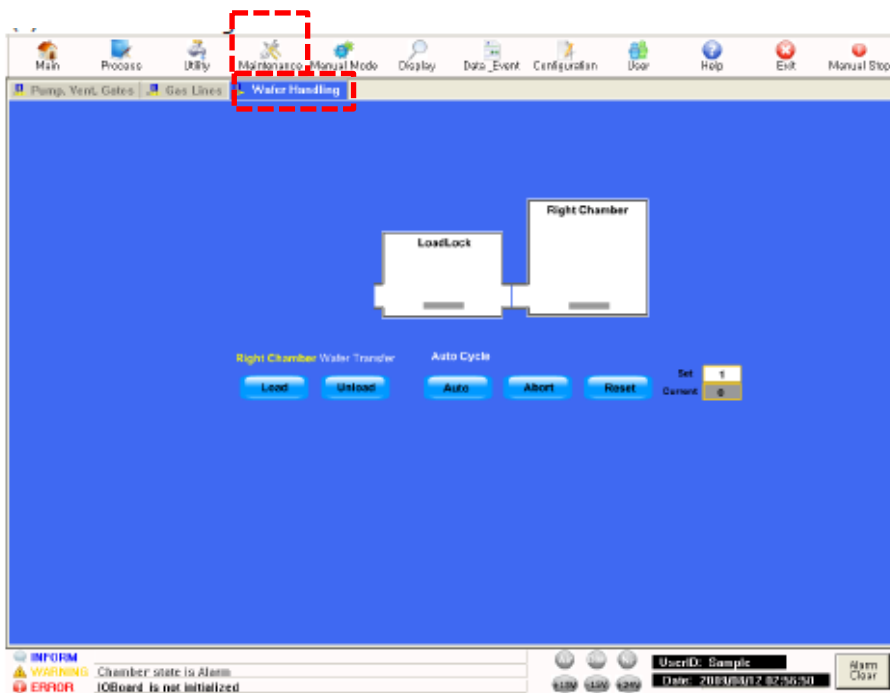 Main Process Utility Maintenance Manual Mode Display Data_Event Configuration User Help Exit Manual Stop
Pump, Vent, Gates Gas Lines Wafer Handling
Right Chamber
LoadLock
Right Chamber Wafer Transfer Auto Cycle
Load Unload Auto Abort Reset
Set 1
Current 0
INFORM
WARNING Chamber state is Alarm
ERROR IOBoard is not initialized
UserID: Sample
Date:
Alarm
Clear